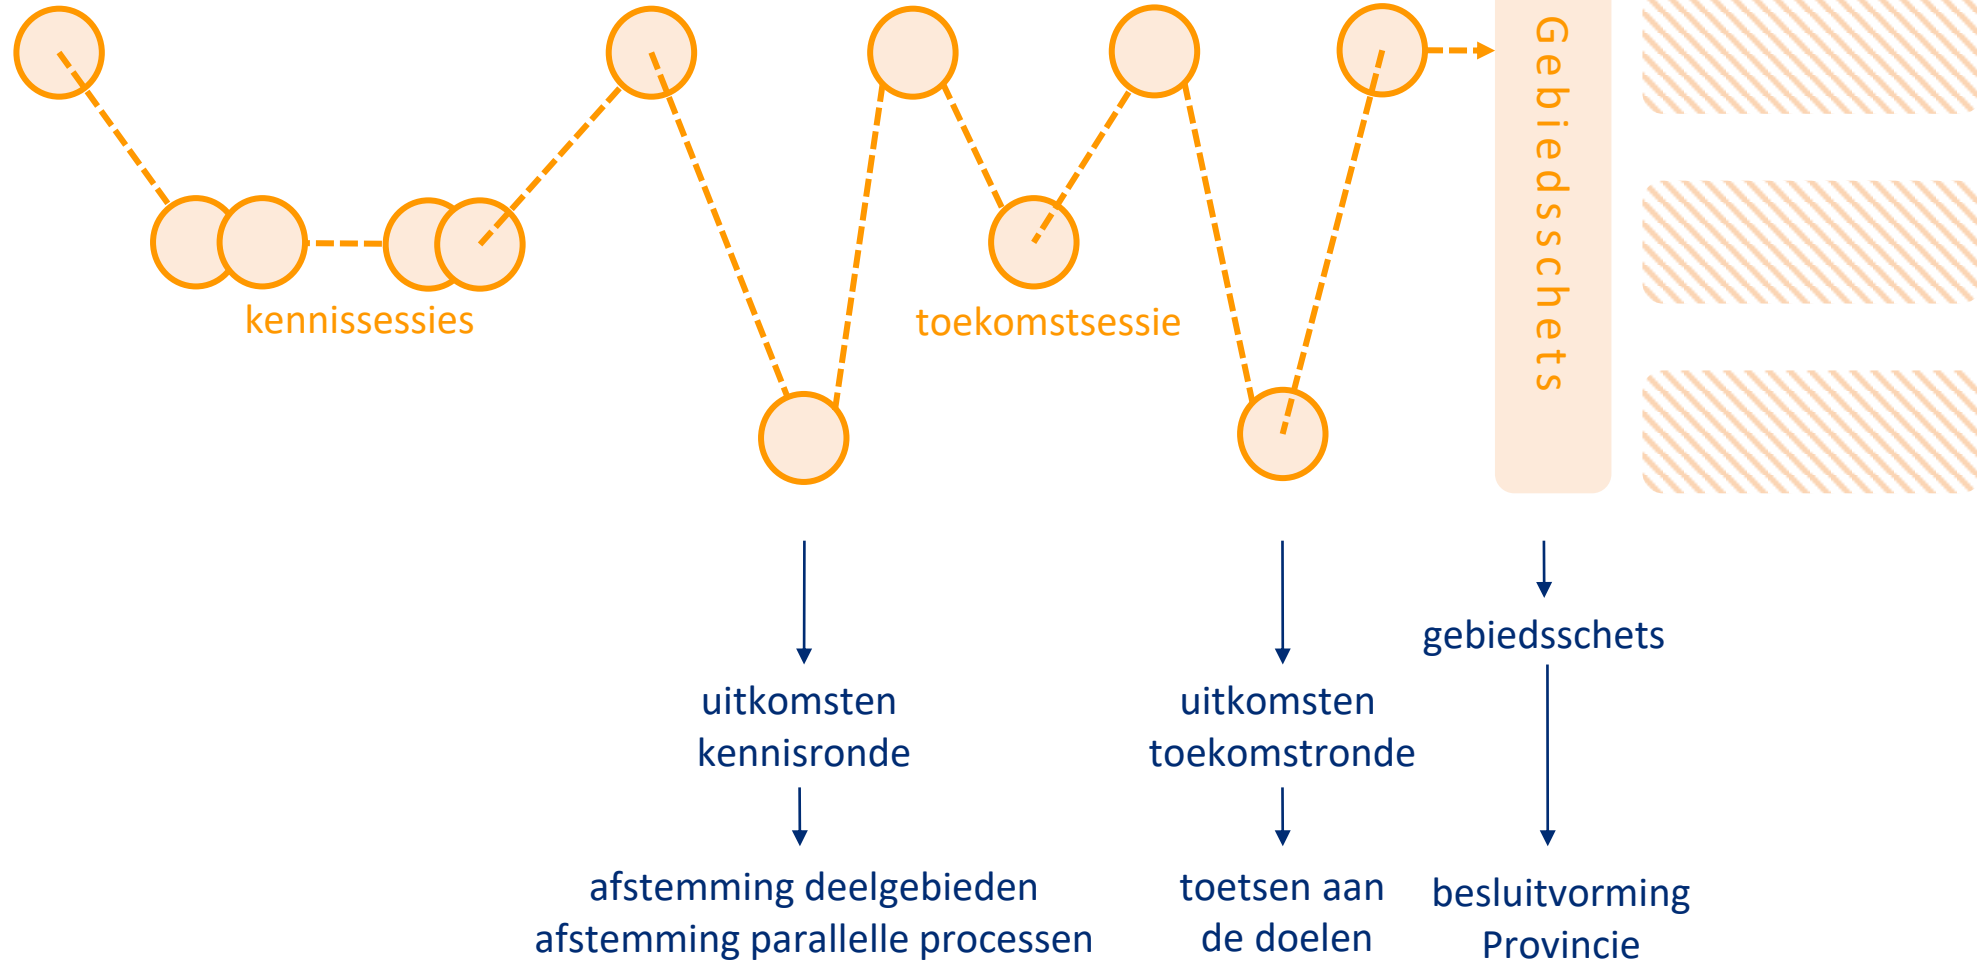 Gebiedsschets
kennissessies
toekomstsessie
gebiedsschets
uitkomsten
kennisronde
uitkomsten
toekomstronde
afstemming deelgebieden
afstemming parallelle processen
toetsen aan
de doelen
besluitvorming
Provincie